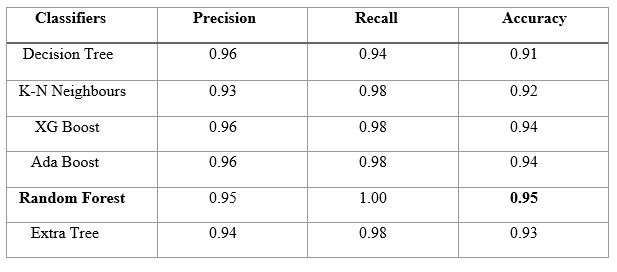 Classifiers Precision Recall Accuracy
Decision Tree 0.96 0.94 0.91
K-N Neighbours 0.93 0.98 0.92
XG Boost 0.96 0.98 0.94
Ada Boost 0.96 0.98 0.94
Random Forest 0.95 1.00 0.95
Extra Tree 0.94 0.98 0.93